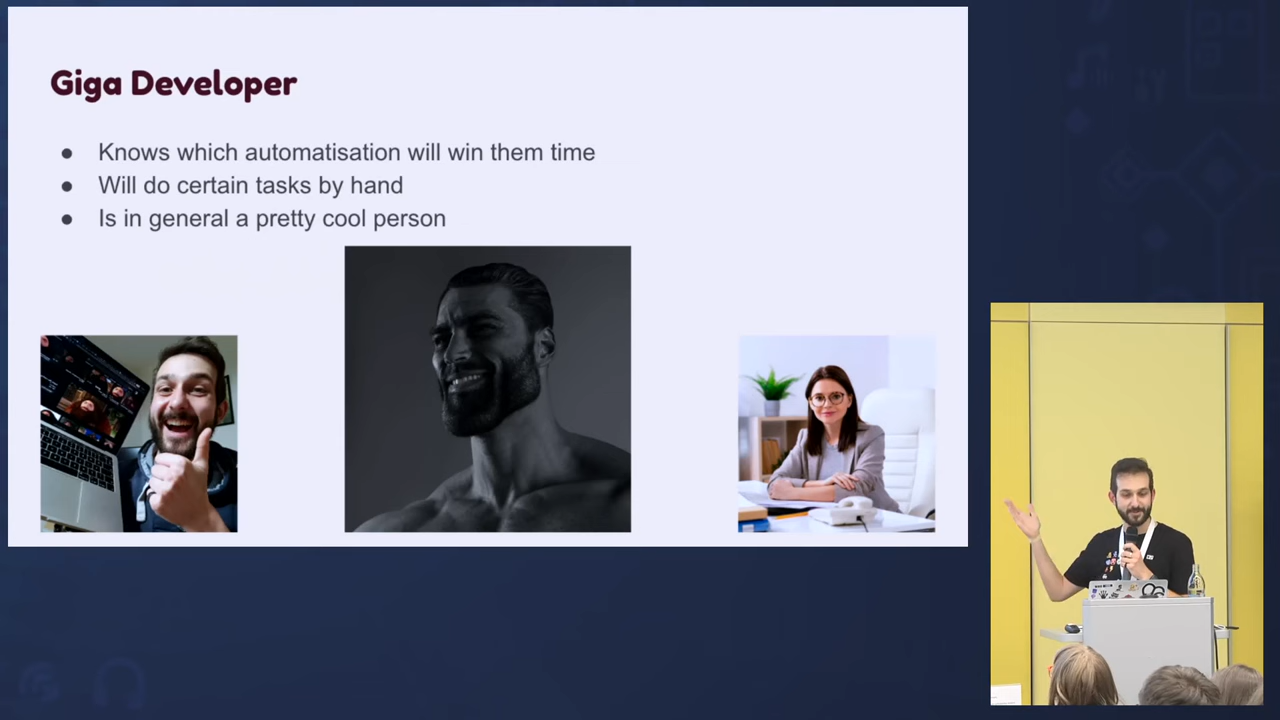 Giga Developer
● Knows which automatisation will win them time
● Will do certain tasks by hand
● Is in general a pretty cool person